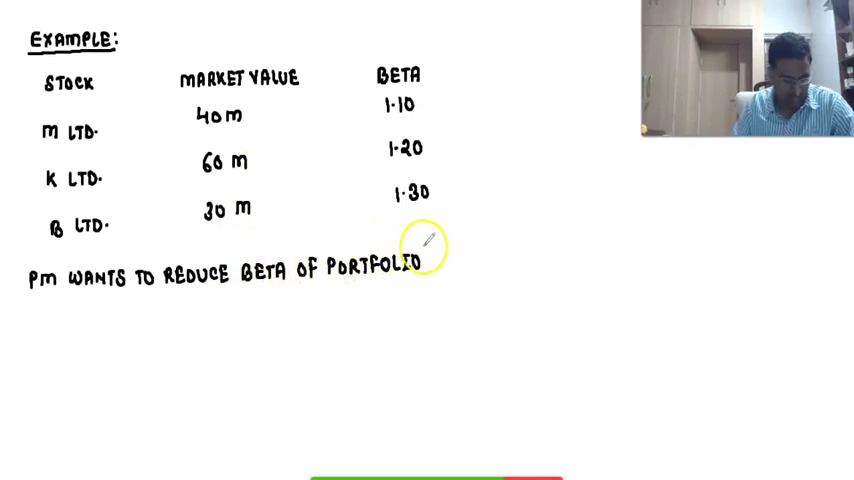 EXAMPLE:
STOCK MARKET VALUE BETA
M LTD. 40 m 1.10
K LTD. 60 m 1.20
B LTD. 30 m 1.30
PM WANTS TO REDUCE BETA OF PORTFOLIO